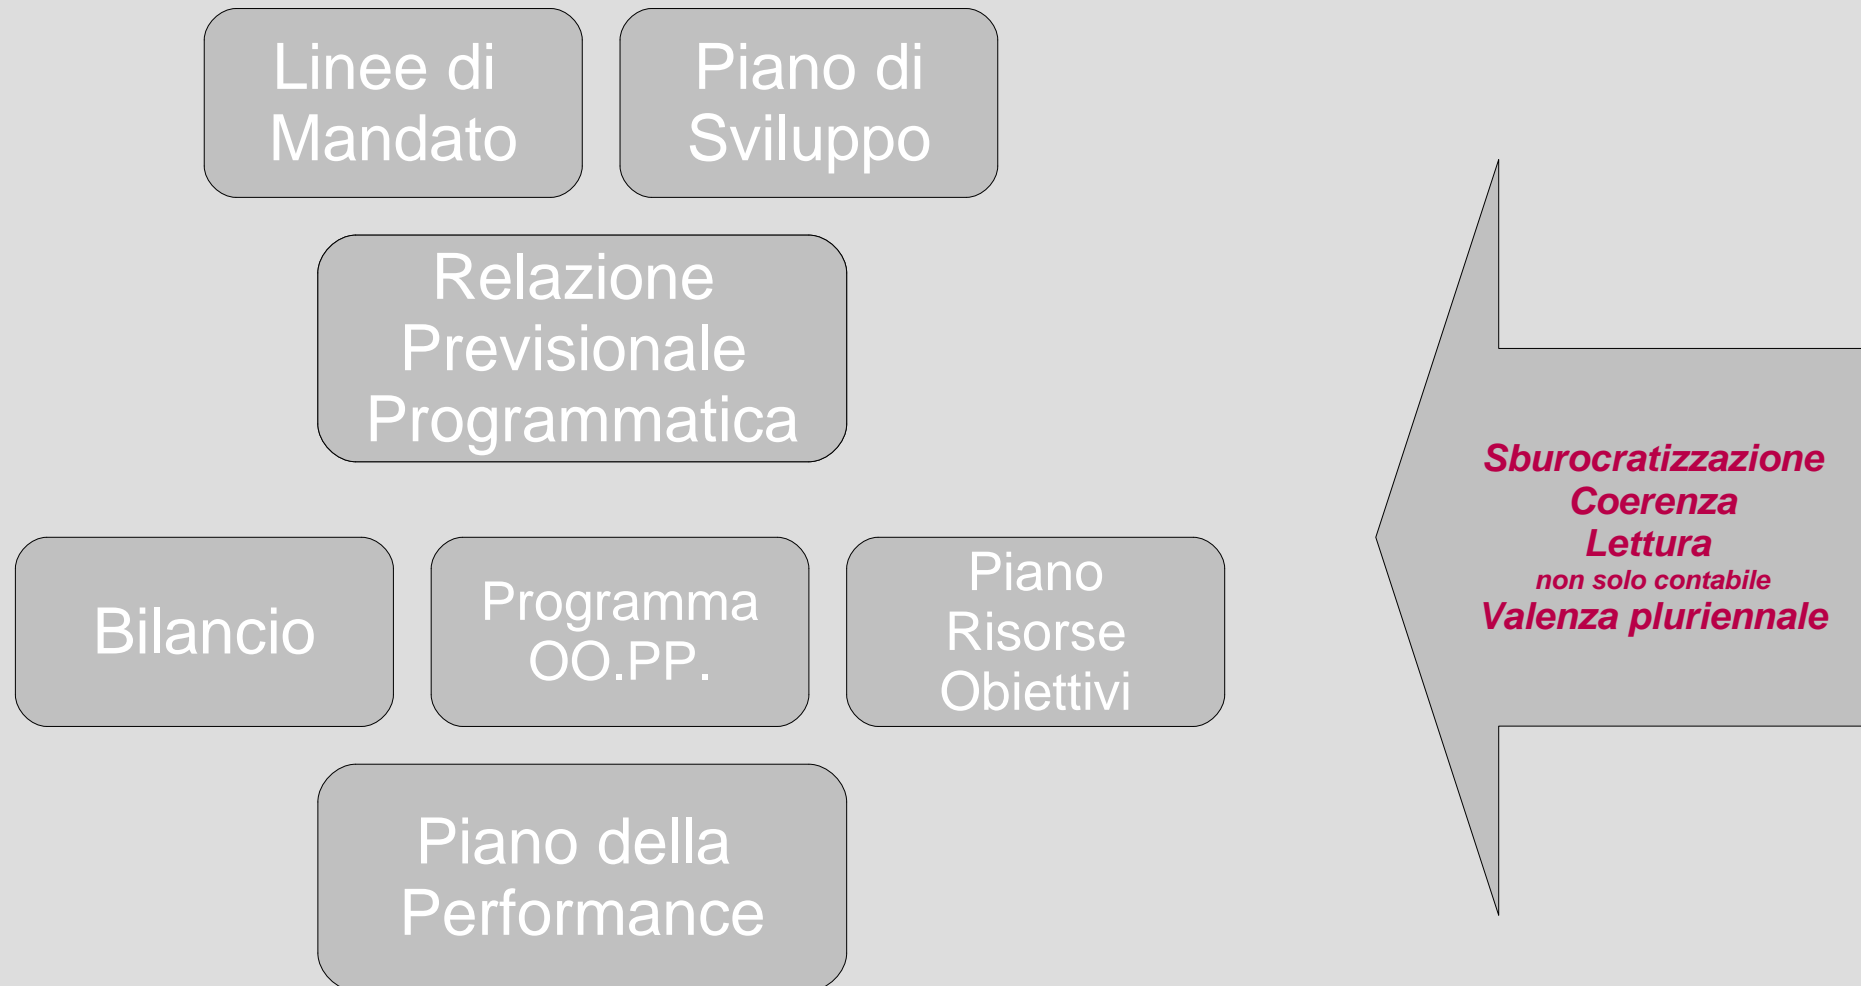 Linee di
Mandato
Piano di
Sviluppo
Relazione
Previsionale
Programmatica
Bilancio
Programma
OO.PP.
Piano
Risorse
Obiettivi
Piano della
Performance
Sburocratizzazione
Coerenza
Lettura
non solo contabile
Valenza pluriennale